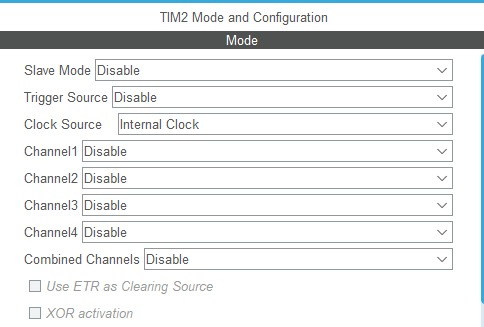 TIM2 Mode and Configuration
Mode
Slave Mode Disable
Trigger Source Disable
Clock Source Internal Clock
Channel1 Disable
Channel2 Disable
Channel3 Disable
Channel4 Disable
Combined Channels Disable
Use ETR as Clearing Source
XOR activation